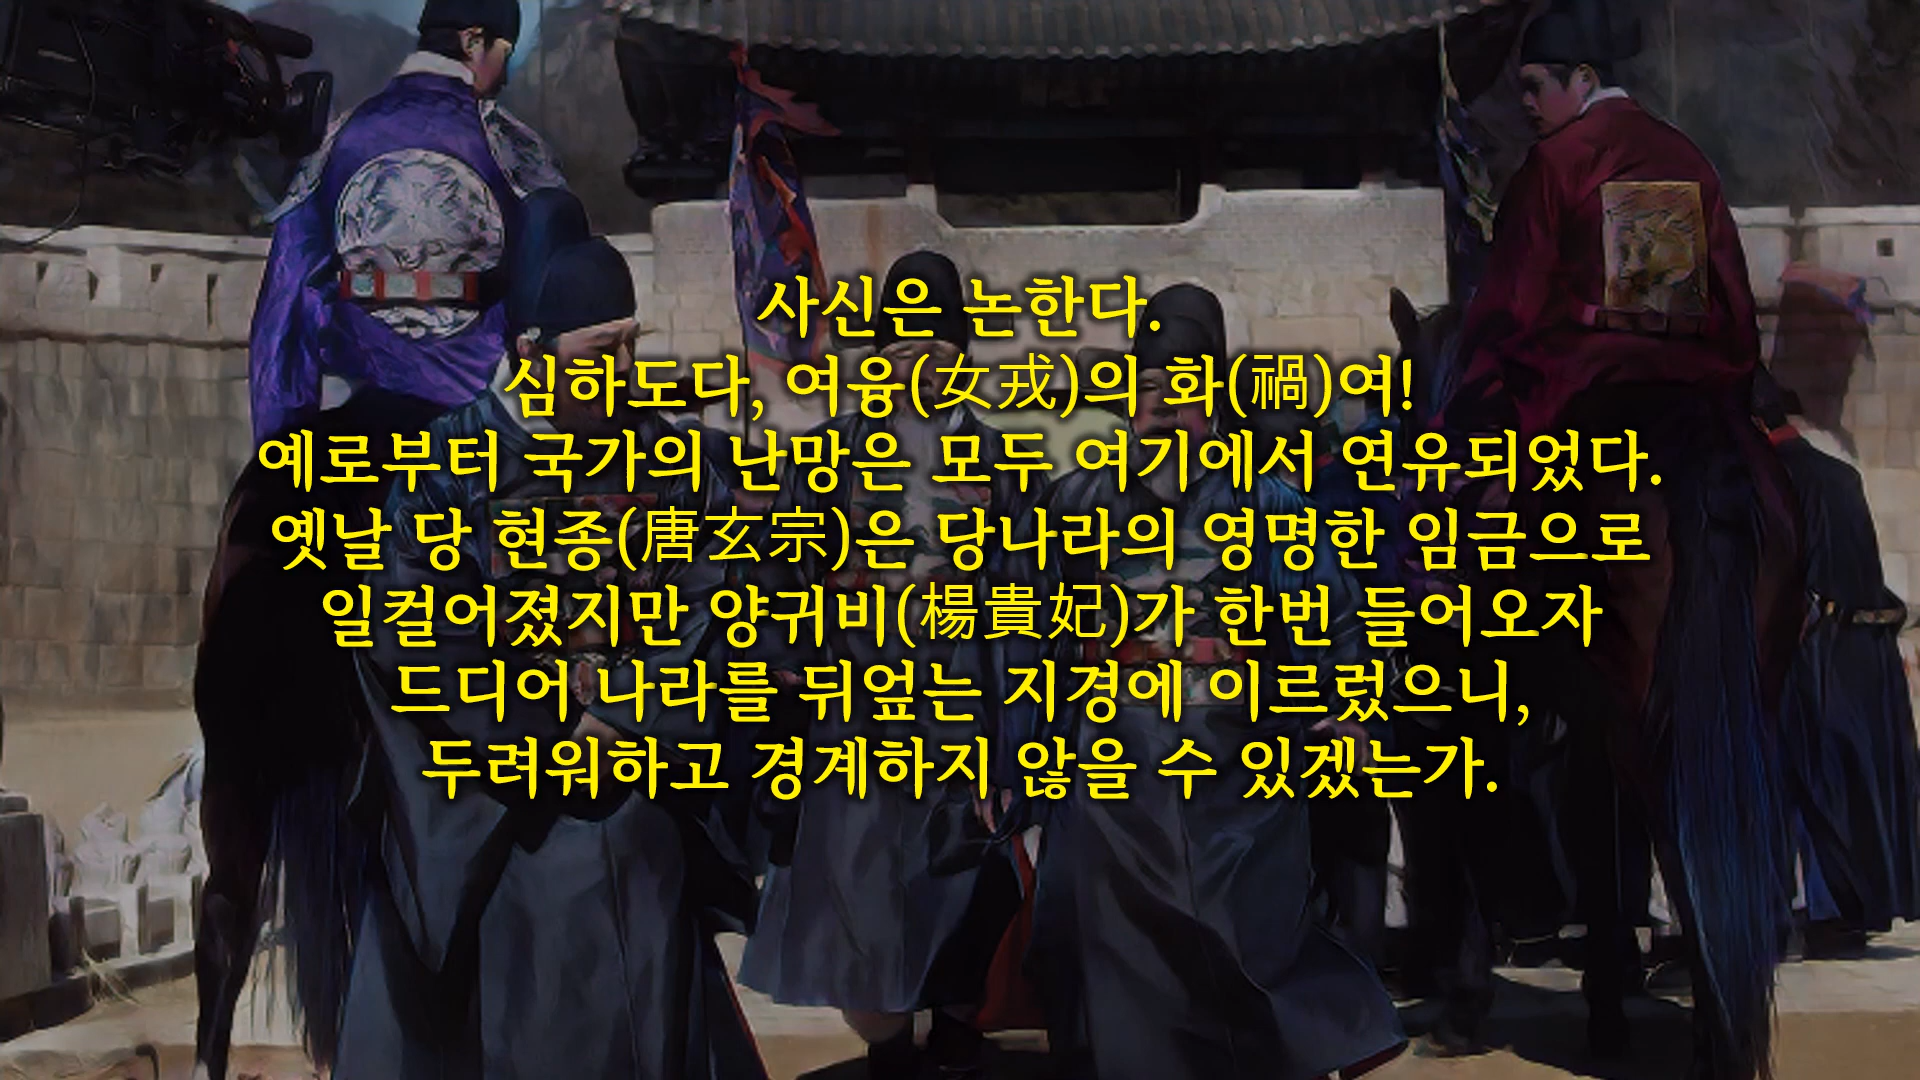 사신은 논한다.
심하도다, 여융(女戎)의 화(禍)여!
예로부터 국가의 난망은 모두 여기에서 연유되었다.
옛날 당 현종(唐玄宗)은 당나라의 영명한 임금으로
일컬어졌지만 양귀비(楊貴妃)가 한번 들어오자
드디어 나라를 뒤엎는 지경에 이르렀으니,
두려워하고 경계하지 않을 수 있겠는가.